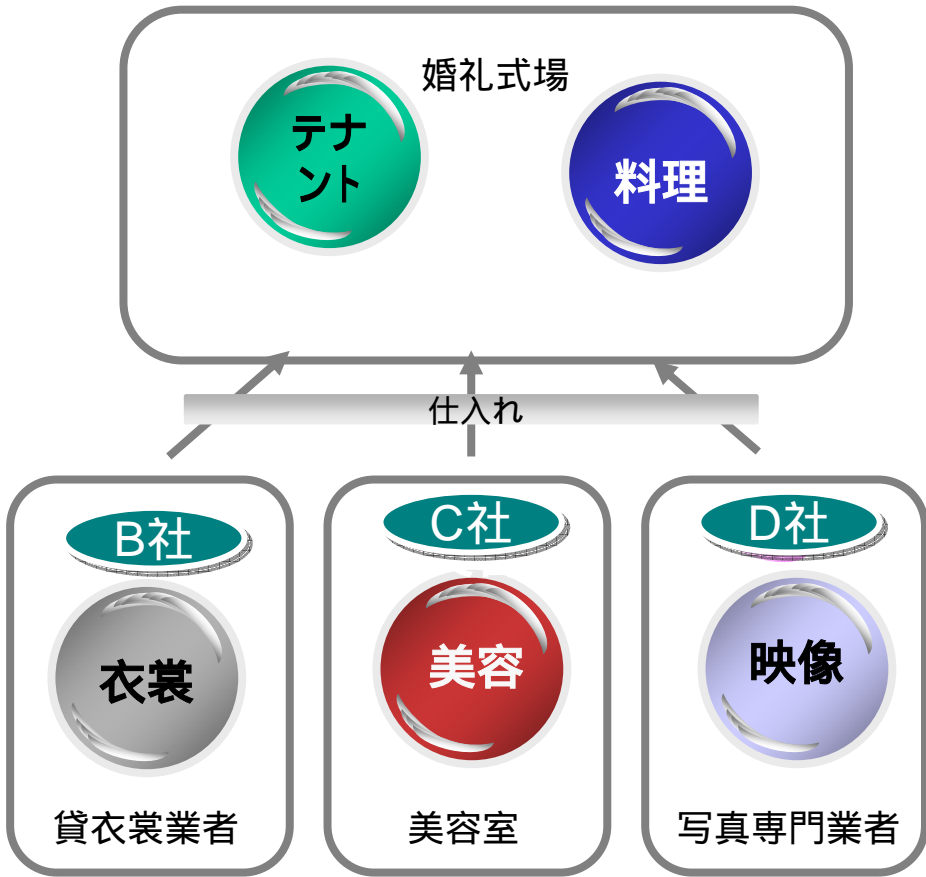 婚礼式場
テナ
ント
料理
仕入れ
B社
C社
D社
衣裳
美容
映像
貸衣裳業者
美容室
写真専門業者